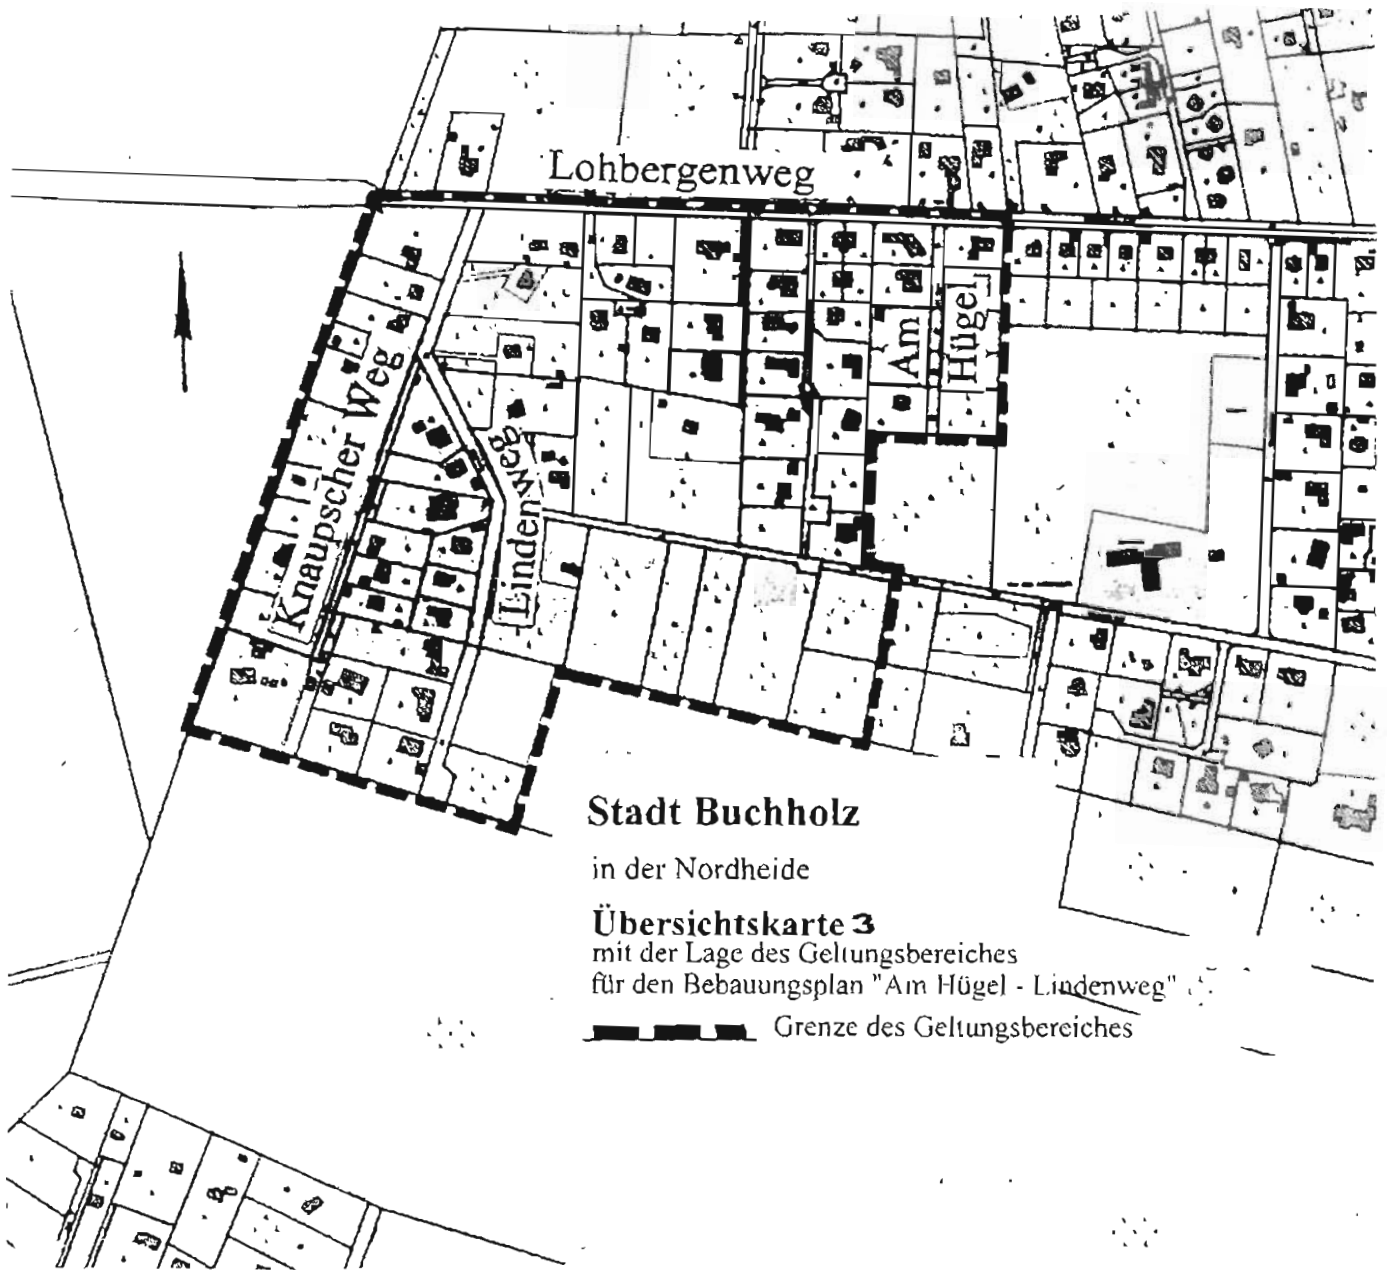 Lohbergenweg
Am
Hügel
Knaupscher Weg
Lindenweg
Stadt Buchholz
in der Nordheide
Übersichtskarte 3
mit der Lage des Geltungsbereiches
für den Bebauungsplan "Am Hügel - Lindenweg"
Grenze des Geltungsbereiches